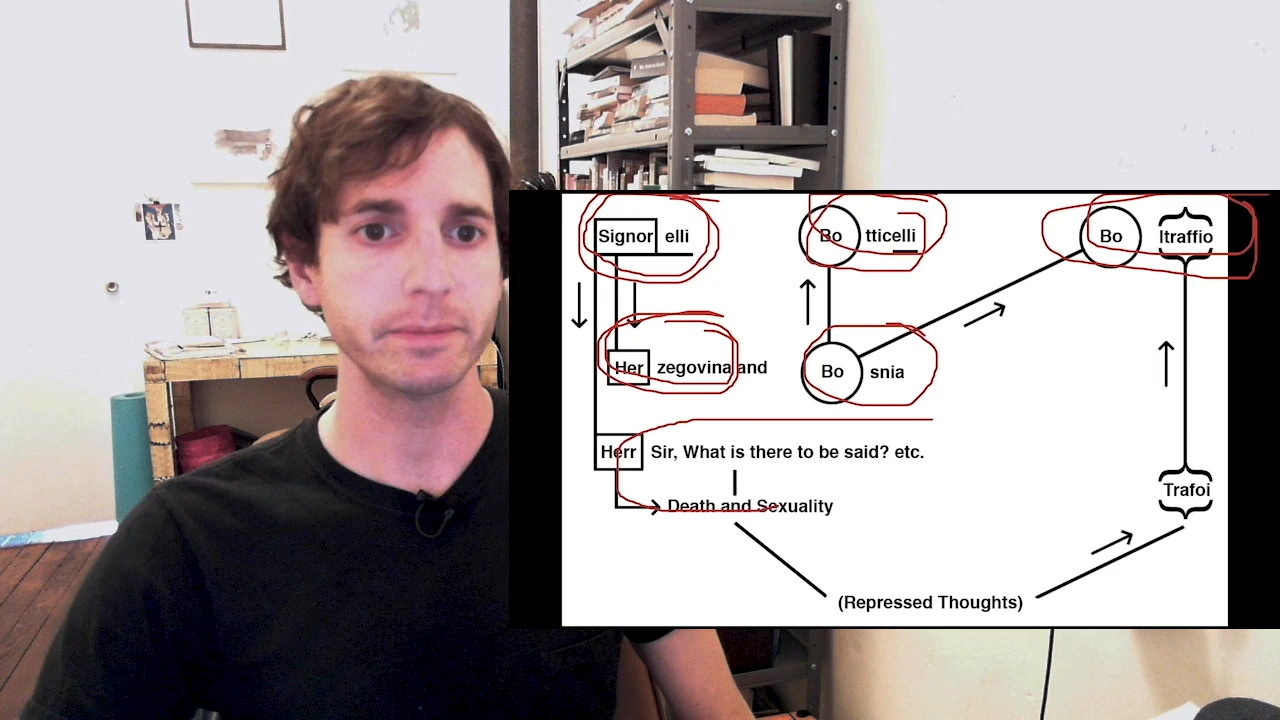 Signor elli Bo tticelli Bo ltraffio
Her zegovina and Bo snia
Herr Sir, What is there to be said? etc.
Trafoi
Death and Sexuality
(Repressed Thoughts)